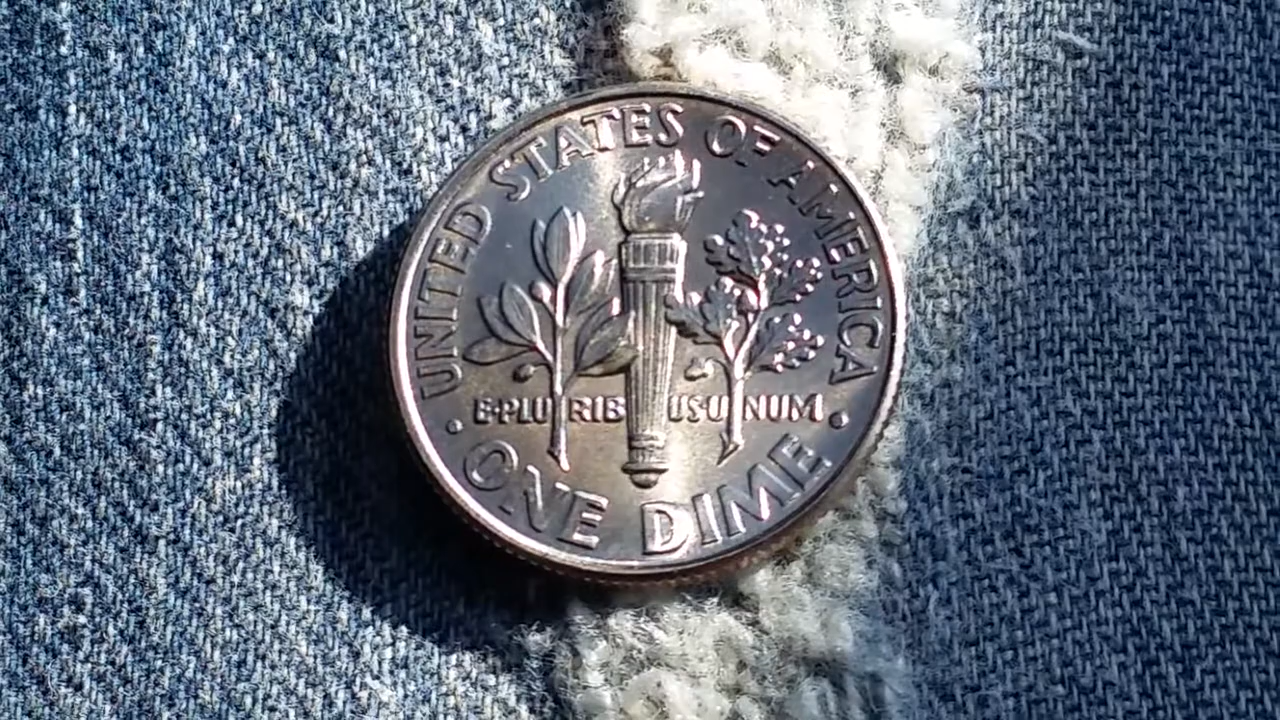 UNITED STATES OF AMERICA
E·PLURIBUS UNUM
· ONE DIME ·